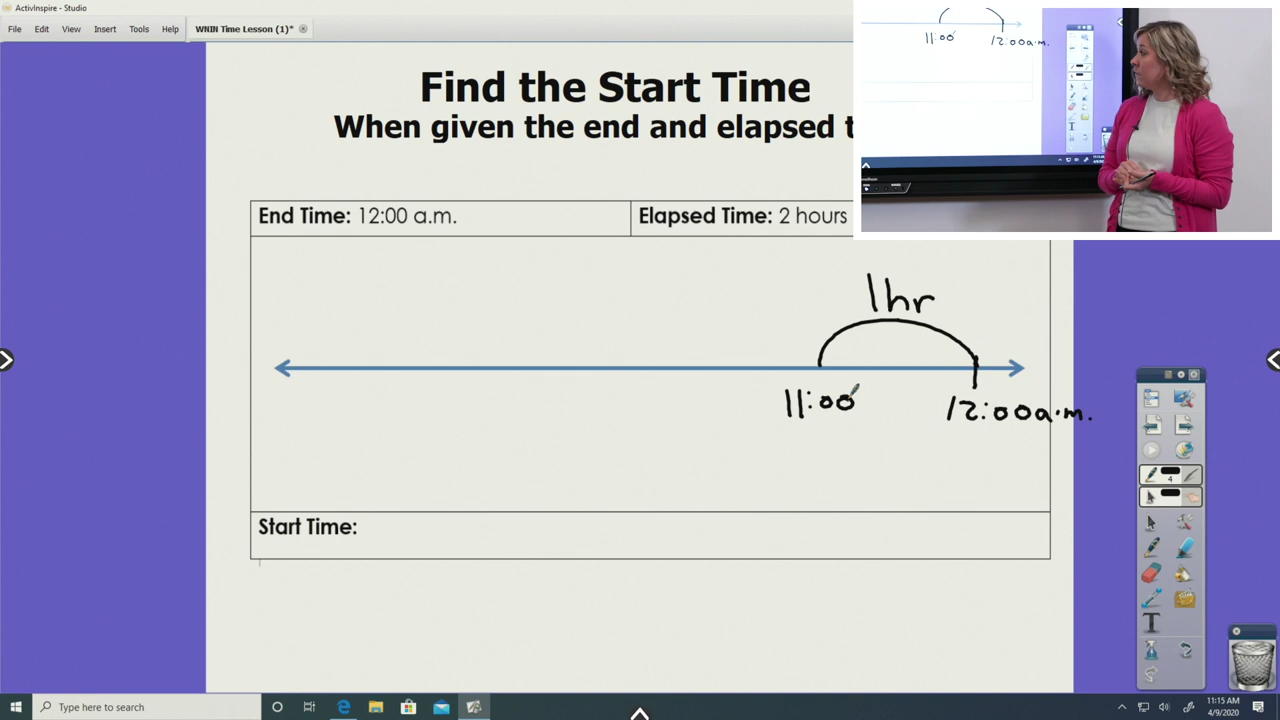 ActivInspire - Studio
File Edit View Insert Tools Help WNIN Time Lesson (1)*
Find the Start Time
When given the end and elapsed t
End Time: 12:00 a.m. Elapsed Time: 2 hours
1hr
11:00 12:00a.m.
Start Time:
11:00 12:00a.m.
T
4
T
Type here to search
11:15 AM
4/9/2020